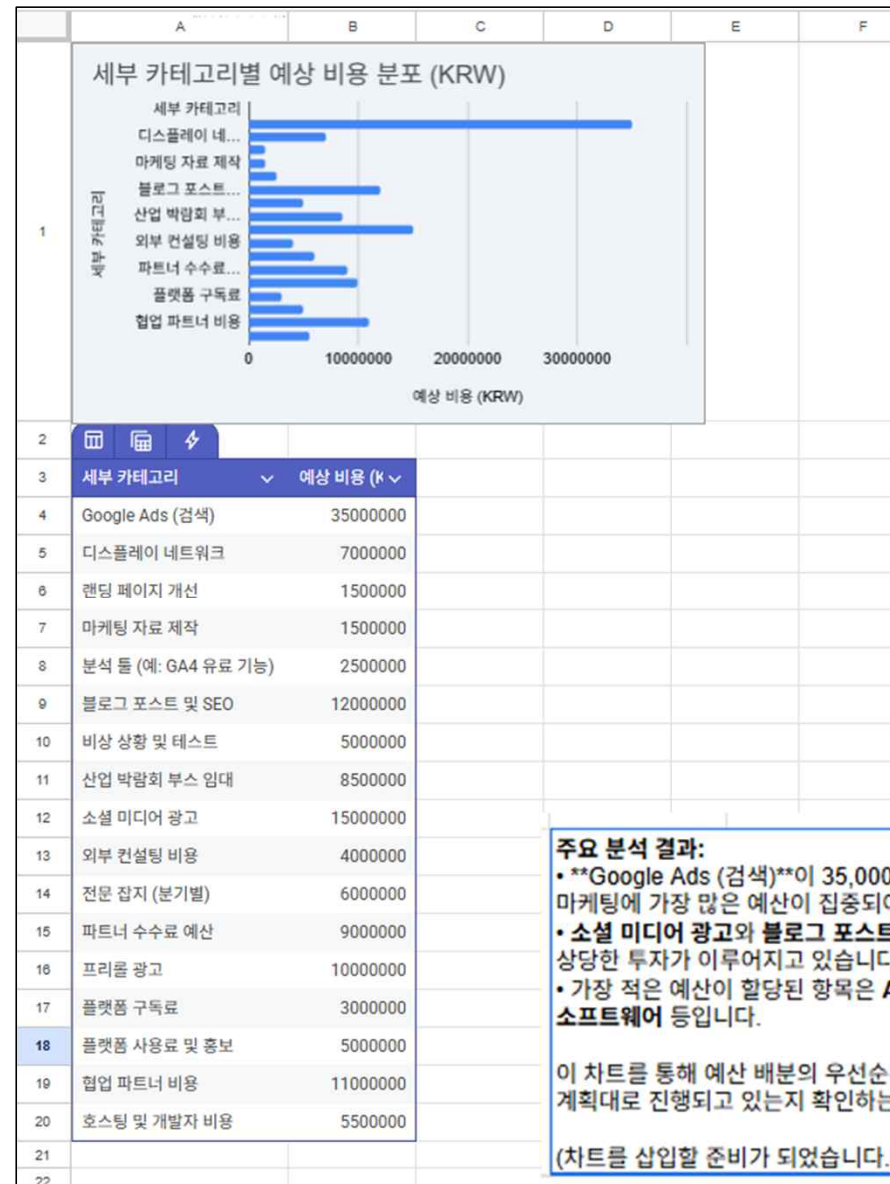 A B C D E F
1
세부 카테고리별 예상 비용 분포 (KRW)
세부 카테고리
디스플레이 네...
마케팅 자료 제작
블로그 포스트...
산업 박람회 부...
외부 컨설팅 비용
파트너 수수료...
플랫폼 구독료
협업 파트너 비용
세부 카테고리
0 10000000 20000000 30000000
예상 비용 (KRW)
2
3 세부 카테고리 예상 비용 (K
4 Google Ads (검색) 35000000
5 디스플레이 네트워크 7000000
6 랜딩 페이지 개선 1500000
7 마케팅 자료 제작 1500000
8 분석 툴 (예: GA4 유료 기능) 2500000
9 블로그 포스트 및 SEO 12000000
10 비상 상황 및 테스트 5000000
11 산업 박람회 부스 임대 8500000
12 소셜 미디어 광고 15000000
13 외부 컨설팅 비용 4000000
14 전문 잡지 (분기별) 6000000
15 파트너 수수료 예산 9000000
16 프리롤 광고 10000000
17 플랫폼 구독료 3000000
18 플랫폼 사용료 및 홍보 5000000
19 협업 파트너 비용 11000000
20 호스팅 및 개발자 비용 5500000
21
22
주요 분석 결과:
• **Google Ads (검색)**이 35,000
마케팅에 가장 많은 예산이 집중되어
• 소셜 미디어 광고와 블로그 포스트
상당한 투자가 이루어지고 있습니다
• 가장 적은 예산이 할당된 항목은
소프트웨어 등입니다.
이 차트를 통해 예산 배분의 우선순
계획대로 진행되고 있는지 확인하는
(차트를 삽입할 준비가 되었습니다.